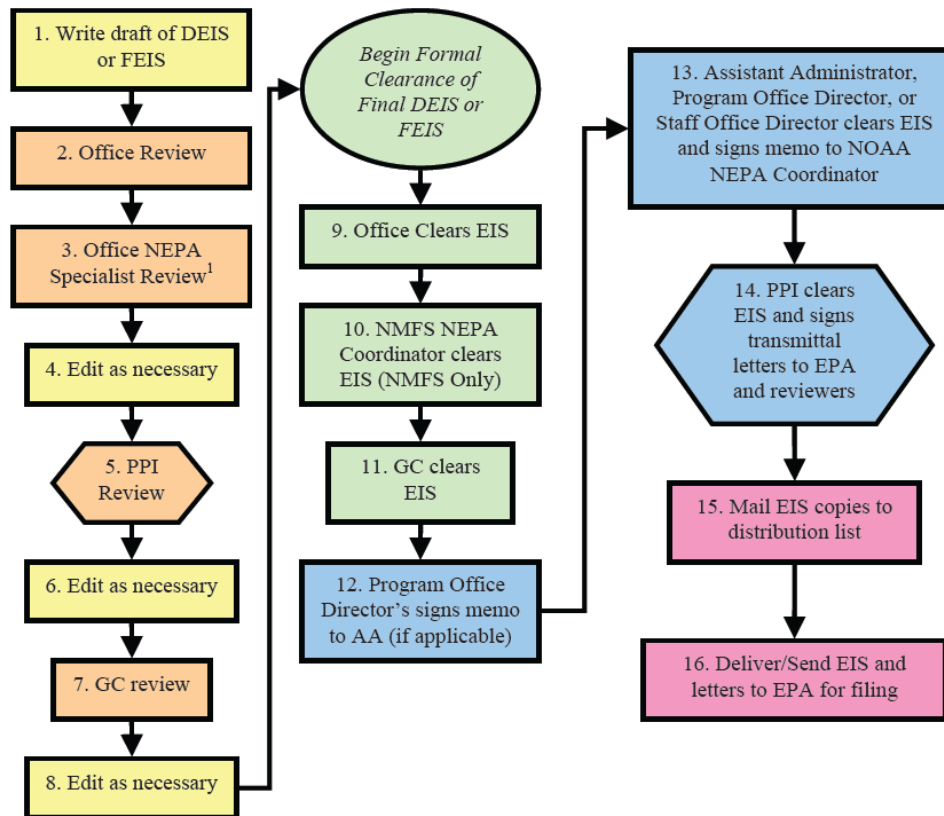 1. Write draft of DEIS
or FEIS
2. Office Review
3. Office NEPA
Specialist Review1
4. Edit as necessary
5. PPI
Review
6. Edit as necessary
7. GC review
8. Edit as necessary
Begin Formal
Clearance of
Final DEIS or
FEIS
9. Office Clears EIS
10. NMFS NEPA
Coordinator clears
EIS (NMFS Only)
11. GC clears
EIS
12. Program Office
Director’s signs memo
to AA (if applicable)
13. Assistant Administrator,
Program Office Director, or
Staff Office Director clears EIS
and signs memo to NOAA
NEPA Coordinator
14. PPI clears
EIS and signs
transmittal
letters to EPA
and reviewers
15. Mail EIS copies to
distribution list
16. Deliver/Send EIS and
letters to EPA for filing